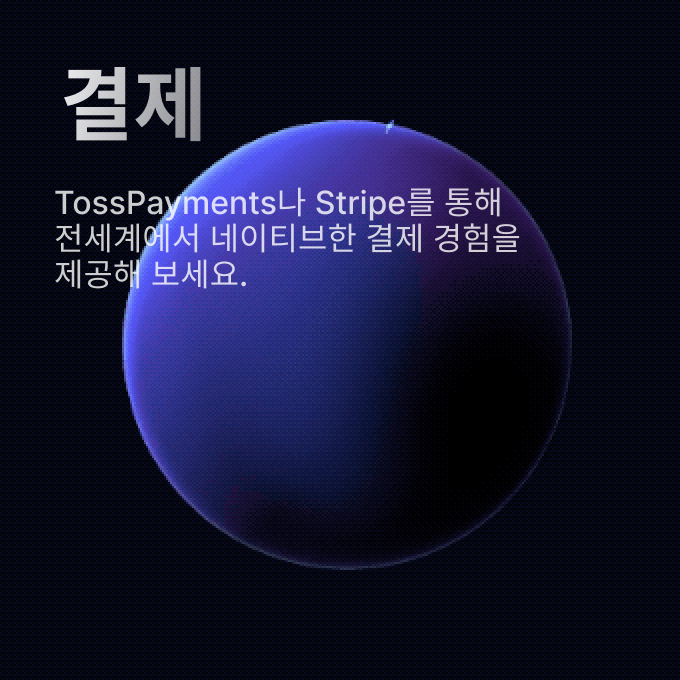 결제
TossPayments나 Stripe를 통해
전세계에서 네이티브한 결제 경험을
제공해 보세요.